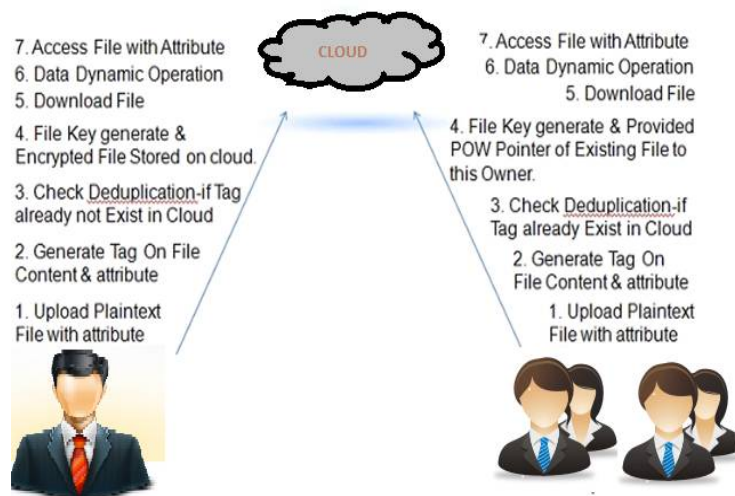 CLOUD
7. Access File with Attribute
6. Data Dynamic Operation
5. Download File
4. File Key generate &
Encrypted File Stored on cloud.
3. Check Deduplication-if Tag
already not Exist in Cloud
2. Generate Tag On File
Content & attribute
1. Upload Plaintext
File with attribute
7. Access File with Attribute
6. Data Dynamic Operation
5. Download File
4. File Key generate & Provided
POW Pointer of Existing File to
this Owner.
3. Check Deduplication-if
Tag already Exist in Cloud
2. Generate Tag On
File Content & attribute
1. Upload Plaintext
File with attribute